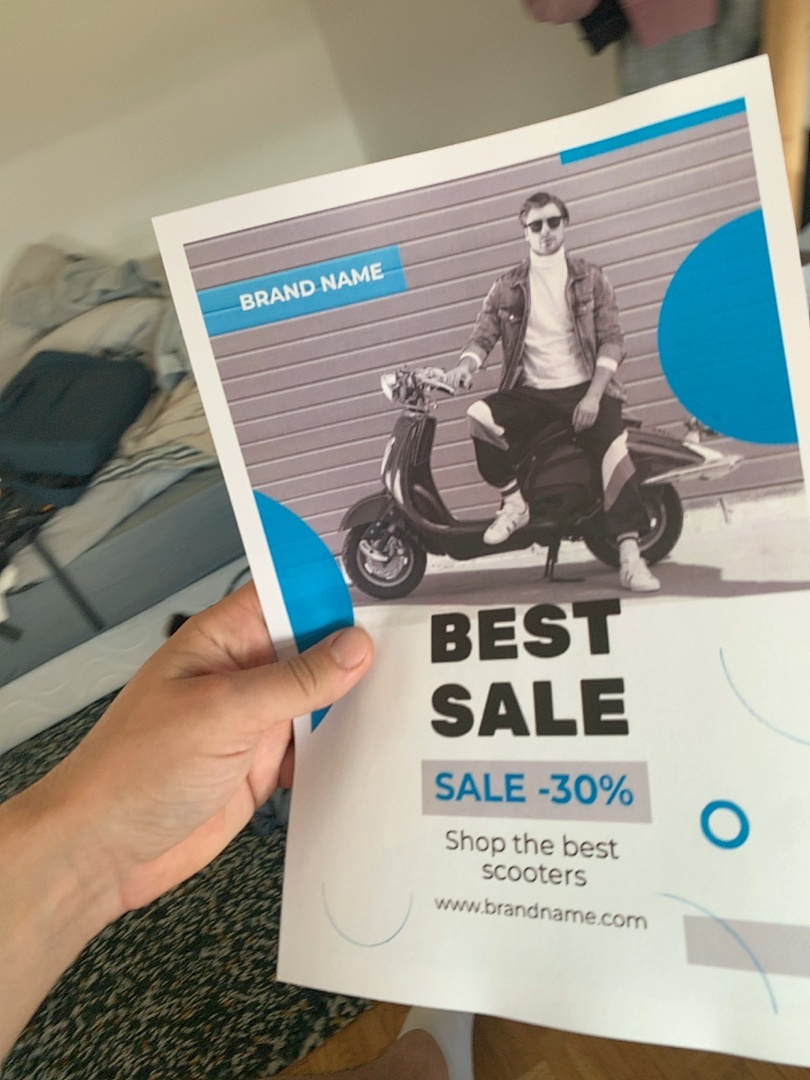 BRAND NAME
BEST
SALE
SALE -30%
Shop the best
scooters
www.brandname.com